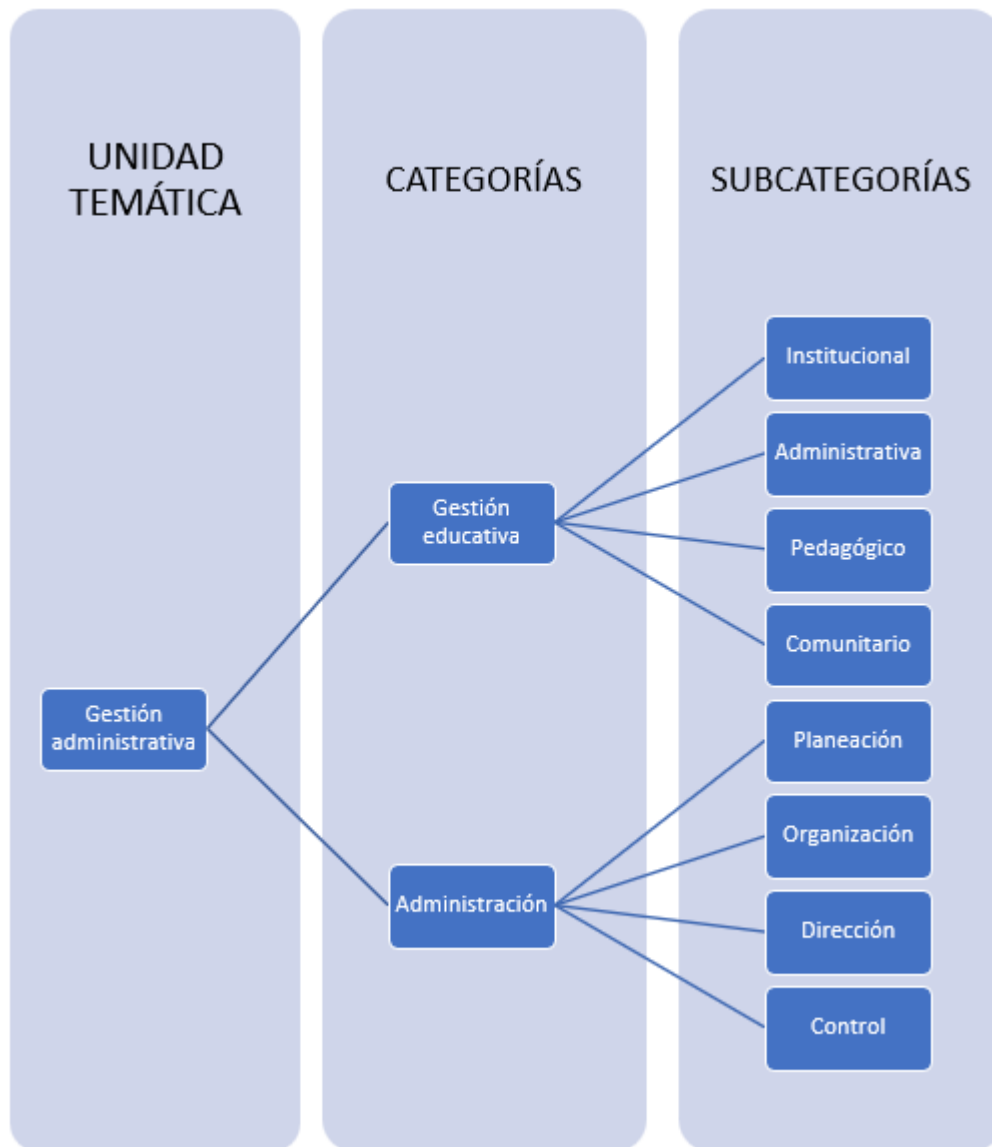 UNIDAD
TEMÁTICA
CATEGORÍAS
SUBCATEGORÍAS
Gestión
administrativa
Gestión
educativa
Administración
Institucional
Administrativa
Pedagógico
Comunitario
Planeación
Organización
Dirección
Control